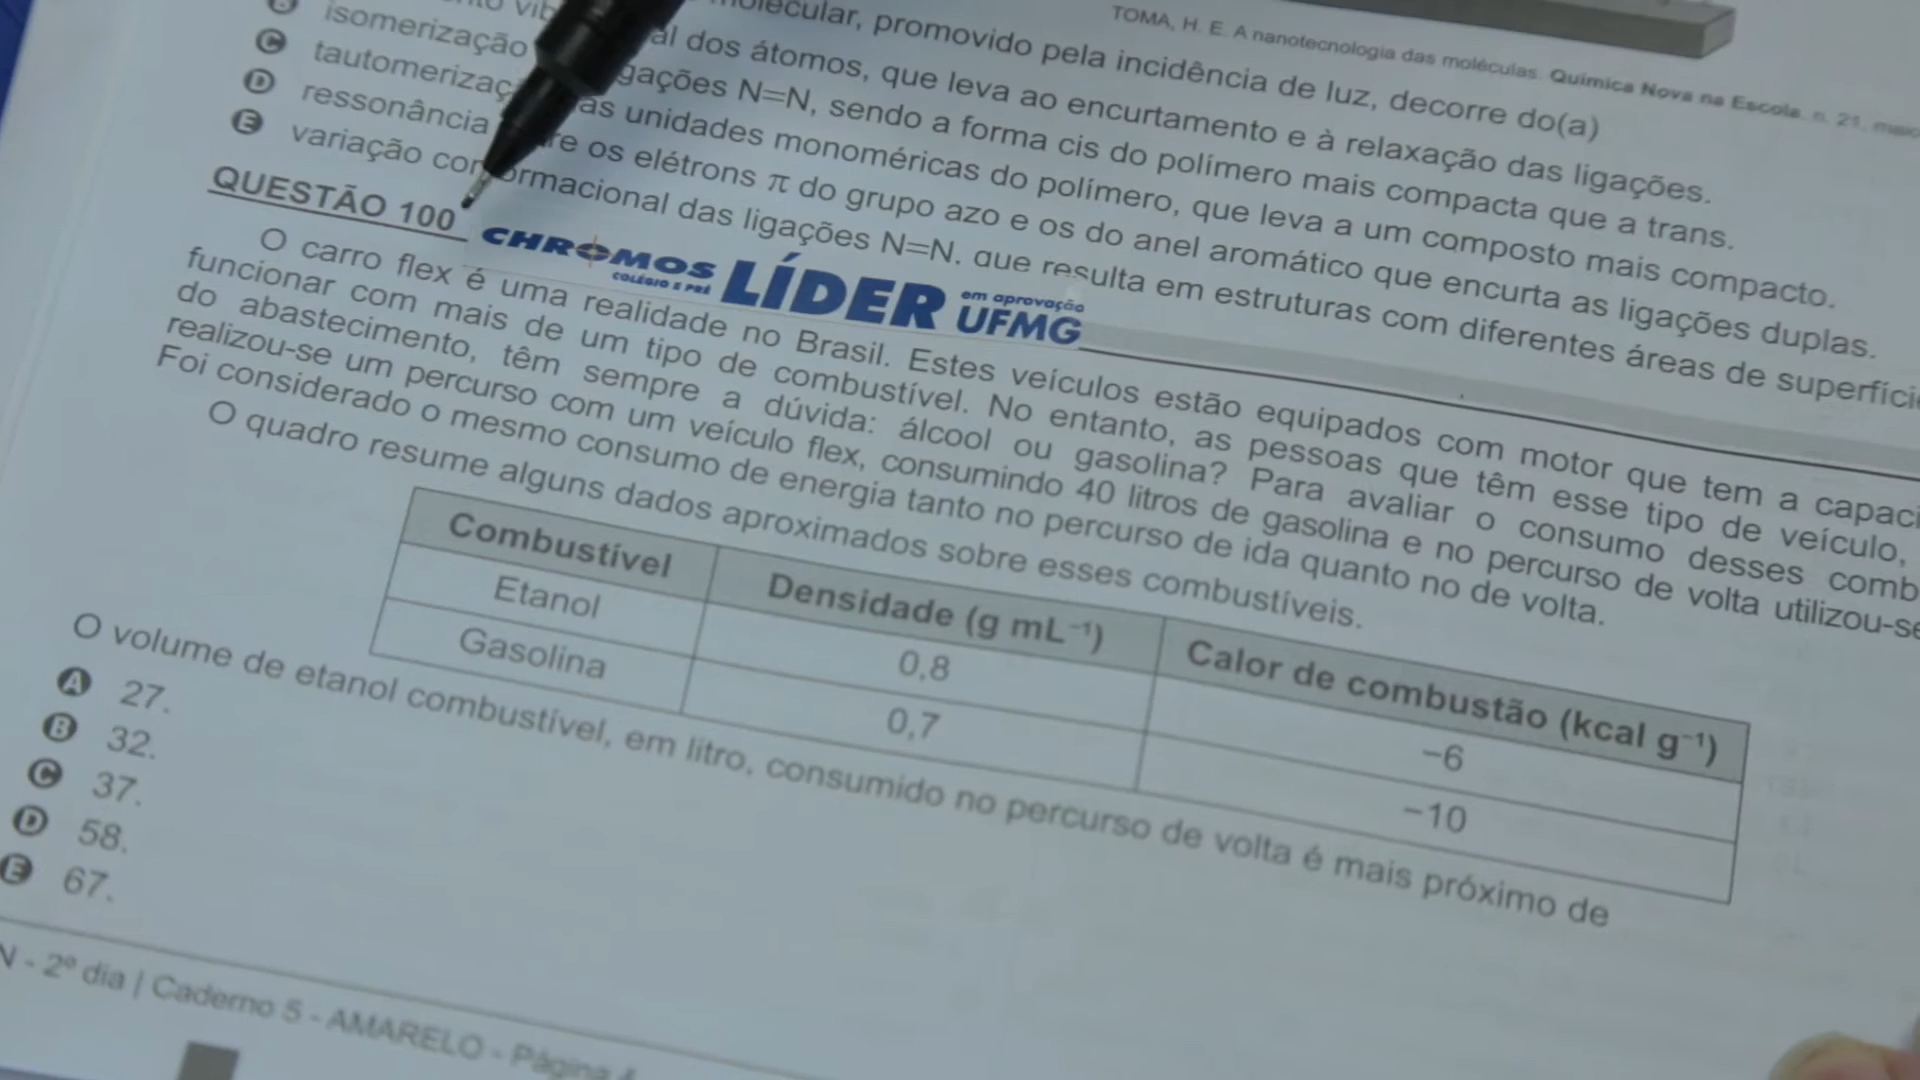 TOMA, H. E. A nanotecnologia das moléculas. Química Nova na Escola, n. 21, maio
molecular, promovido pela incidência de luz, decorre do(a)
al dos átomos, que leva ao encurtamento e à relaxação das ligações.
B isomerização gações N=N, sendo a forma cis do polímero mais compacta que a trans.
C tautomerizaç as unidades monoméricas do polímero, que leva a um composto mais compacto.
D ressonância re os elétrons π do grupo azo e os do anel aromático que encurta as ligações duplas.
E variação conformacional das ligações N=N, que resulta em estruturas com diferentes áreas de superfície
QUESTÃO 100
CHROMOS
COLÉGIO E PRÉ
LÍDER
em aprovação
UFMG
O carro flex é uma realidade no Brasil. Estes veículos estão equipados com motor que tem a capaci
funcionar com mais de um tipo de combustível. No entanto, as pessoas que têm esse tipo de veículo,
do abastecimento, têm sempre a dúvida: álcool ou gasolina? Para avaliar o consumo desses comb
realizou-se um percurso com um veículo flex, consumindo 40 litros de gasolina e no percurso de volta utilizou-se
Foi considerado o mesmo consumo de energia tanto no percurso de ida quanto no de volta.
O quadro resume alguns dados aproximados sobre esses combustíveis.
Combustível Densidade (g mL⁻¹) Calor de combustão (kcal g⁻¹)
Etanol 0,8 −6
Gasolina 0,7 −10
O volume de etanol combustível, em litro, consumido no percurso de volta é mais próximo de
A 27.
B 32.
C 37.
D 58.
E 67.
N - 2º dia | Caderno 5 - AMARELO - Página 4